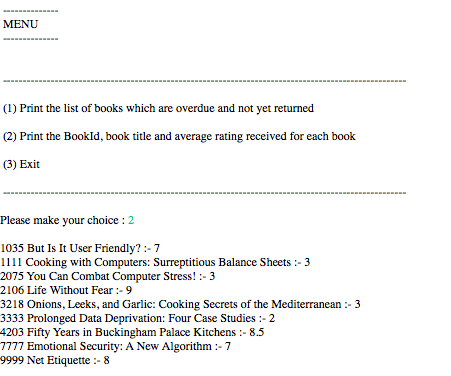 --------------
MENU
--------------
----------------------------------------------------------------------------------------------------
(1) Print the list of books which are overdue and not yet returned
(2) Print the BookId, book title and average rating received for each book
(3) Exit
----------------------------------------------------------------------------------------------------
Please make your choice : 2
1035 But Is It User Friendly? :- 7
1111 Cooking with Computers: Surreptitious Balance Sheets :- 3
2075 You Can Combat Computer Stress! :- 3
2106 Life Without Fear :- 9
3218 Onions, Leeks, and Garlic: Cooking Secrets of the Mediterranean :- 3
3333 Prolonged Data Deprivation: Four Case Studies :- 2
4203 Fifty Years in Buckingham Palace Kitchens :- 8.5
7777 Emotional Security: A New Algorithm :- 7
9999 Net Etiquette :- 8